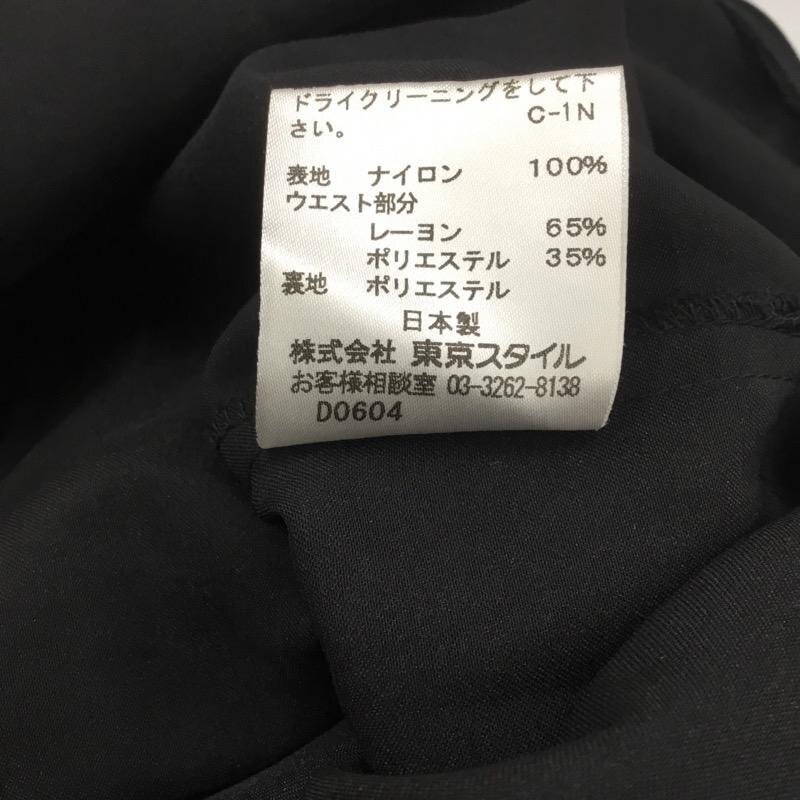 ドライクリーニングをして下
さい。 C-1N
表地 ナイロン 100%
ウエスト部分
レーヨン 65%
ポリエステル 35%
裏地 ポリエステル
日本製
株式会社 東京スタイル
お客様相談室 03-3262-8138
D0604